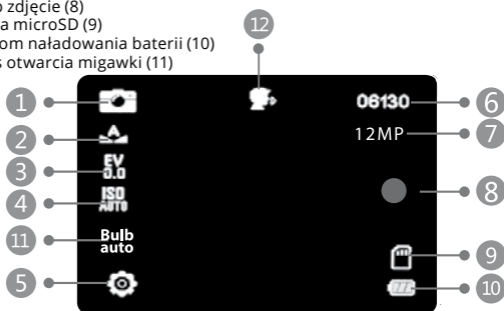 zdjęcie (8)
a microSD (9)
om naładowania baterii (10)
otwarcia migawki (11)
12
1
06130
6
2
A
12MP
7
3
EV
0.0
8
4
ISO
AUTO
11
Bulb
auto
9
5
10